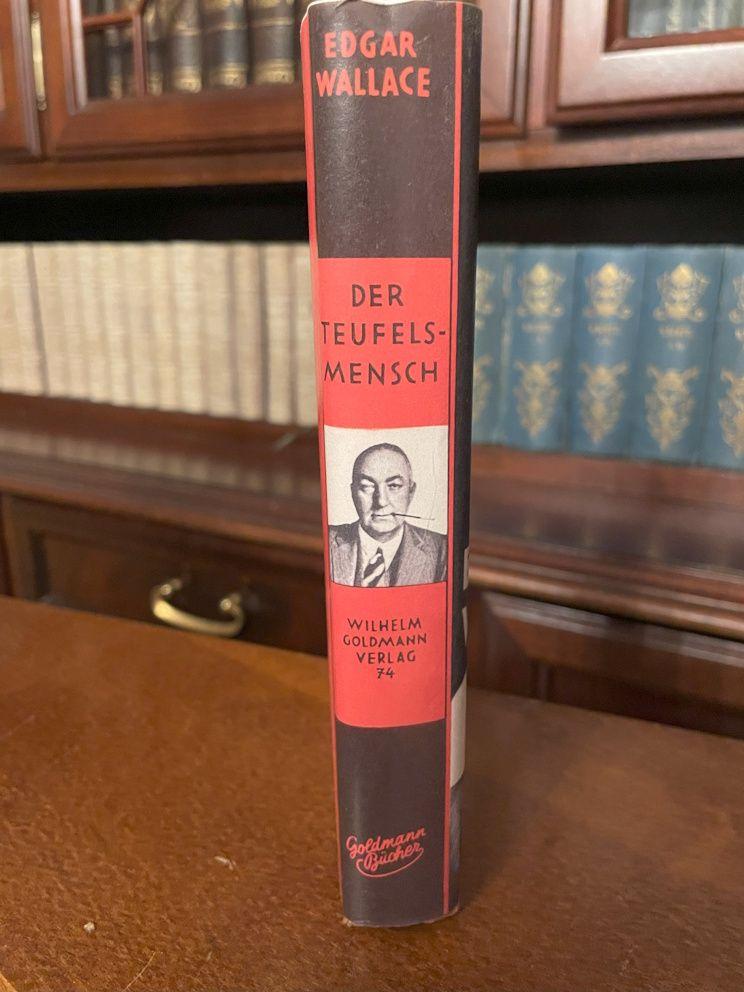 EDGAR
WALLACE
DER
TEUFELS-
MENSCH
WILHELM
GOLDMANN
VERLAG
74
Goldmann
Bücher